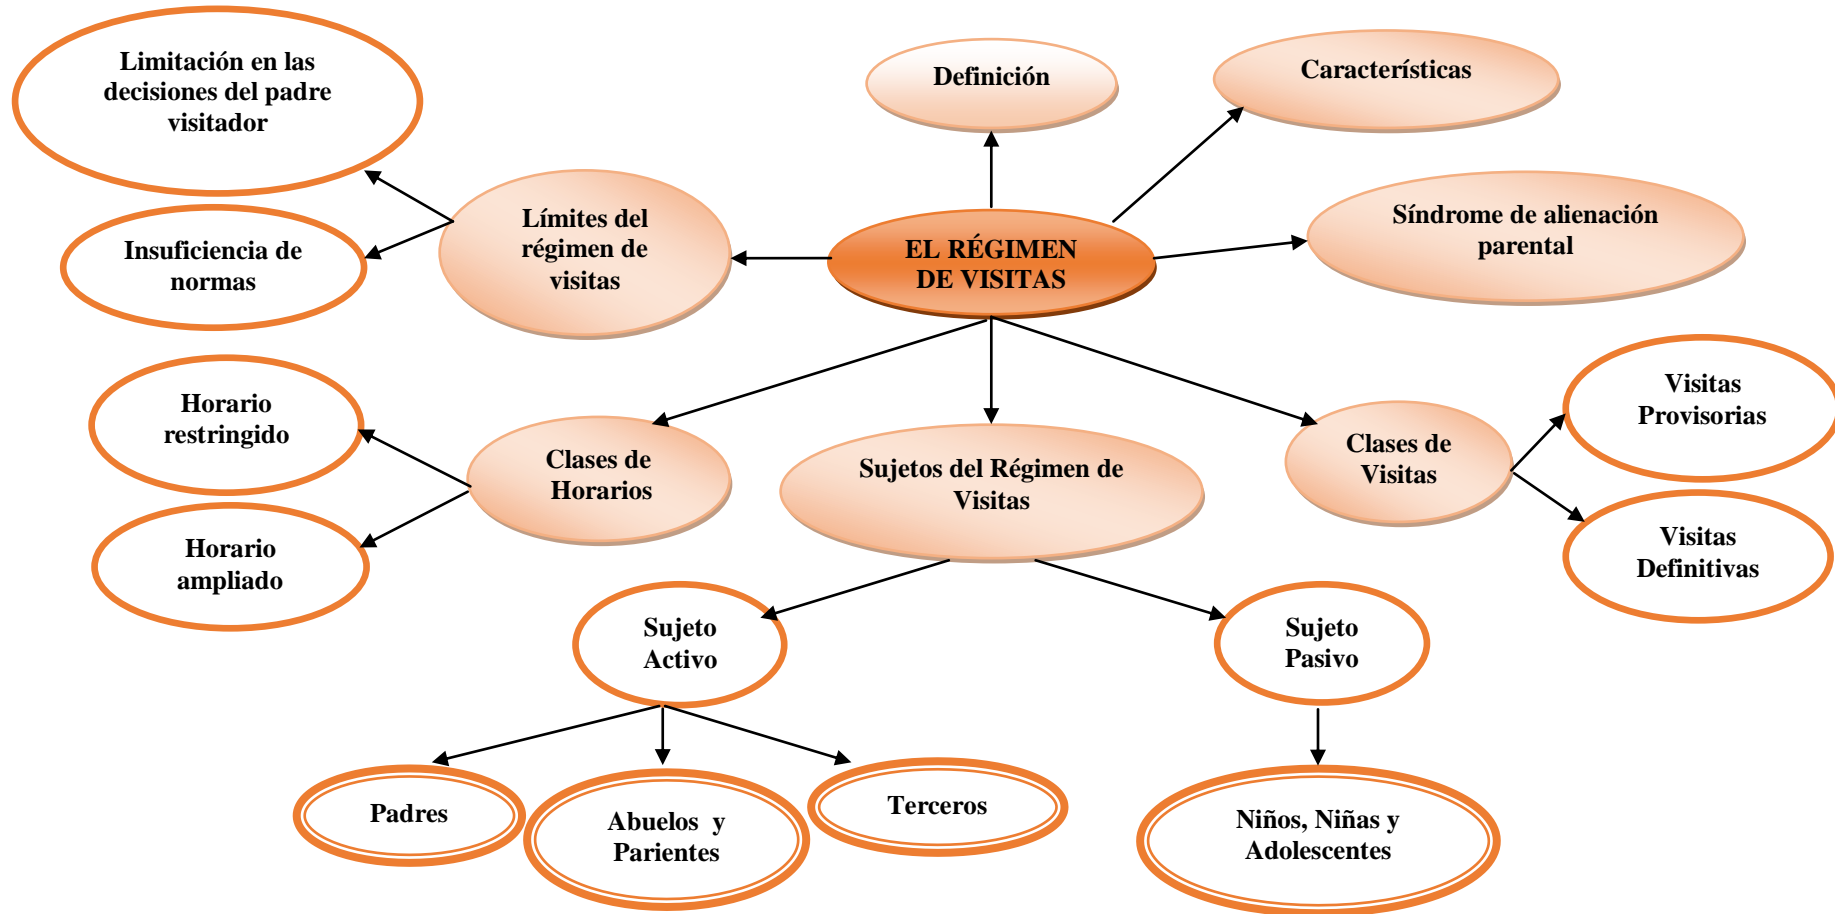 Limitación en las
decisiones del padre
visitador
Definición
Características
Límites del
régimen de
visitas
Síndrome de alienación
parental
Insuficiencia de
normas
EL RÉGIMEN
DE VISITAS
Horario
restringido
Clases de
Horarios
Sujetos del Régimen de
Visitas
Clases de
Visitas
Visitas
Provisorias
Horario
ampliado
Visitas
Definitivas
Sujeto
Activo
Sujeto
Pasivo
Padres
Abuelos y
Parientes
Terceros
Niños, Niñas y
Adolescentes